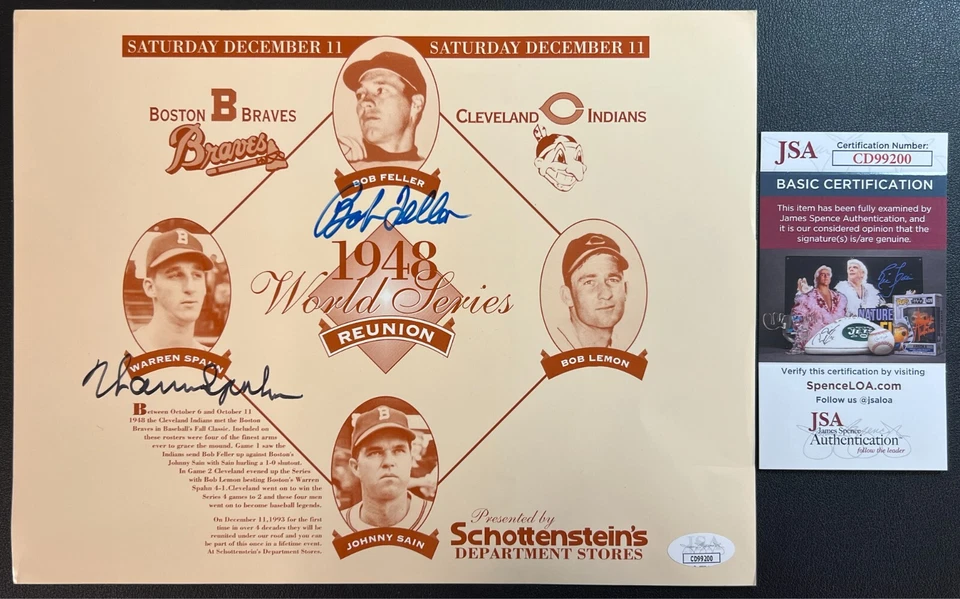 SATURDAY DECEMBER 11
SATURDAY DECEMBER 11
BOSTON B BRAVES
Braves
CLEVELAND C INDIANS
BOB FELLER
Bob Feller
1948
World Series
REUNION
WARREN SPAHN
Warren Spahn
BOB LEMON
Between October 6 and October 11
1948 the Cleveland Indians met the Boston
Braves in Baseball's Fall Classic. Included on
these rosters were four of the finest arms
ever to grace the mound. Game 1 saw the
Indians send Bob Feller up against Boston's
Johnny Sain with Sain hurling a 1-0 shutout.
In Game 2 Cleveland evened up the Series
with Bob Lemon besting Boston's Warren
Spahn 4-1. Cleveland went on to win the
Series 4 games to 2 and these four men
went on to become baseball legends.
On December 11, 1993 for the first
time in over 4 decades they will be
reunited under our roof and you can
be part of this once in a lifetime event.
At Schottenstein's Department Stores.
JOHNNY SAIN
Presented by
Schottenstein's
DEPARTMENT STORES
JSA
CD99200
JSA
Certification Number:
CD99200
BASIC CERTIFICATION
This item has been fully examined by
James Spence Authentication, and
it is our considered opinion that the
signature(s) is/are genuine.
NATURE
JETS
Verify this certification by visiting
SpenceLOA.com
Follow us @jsaloa
JSA
James Spence
Authentication
follow the leader